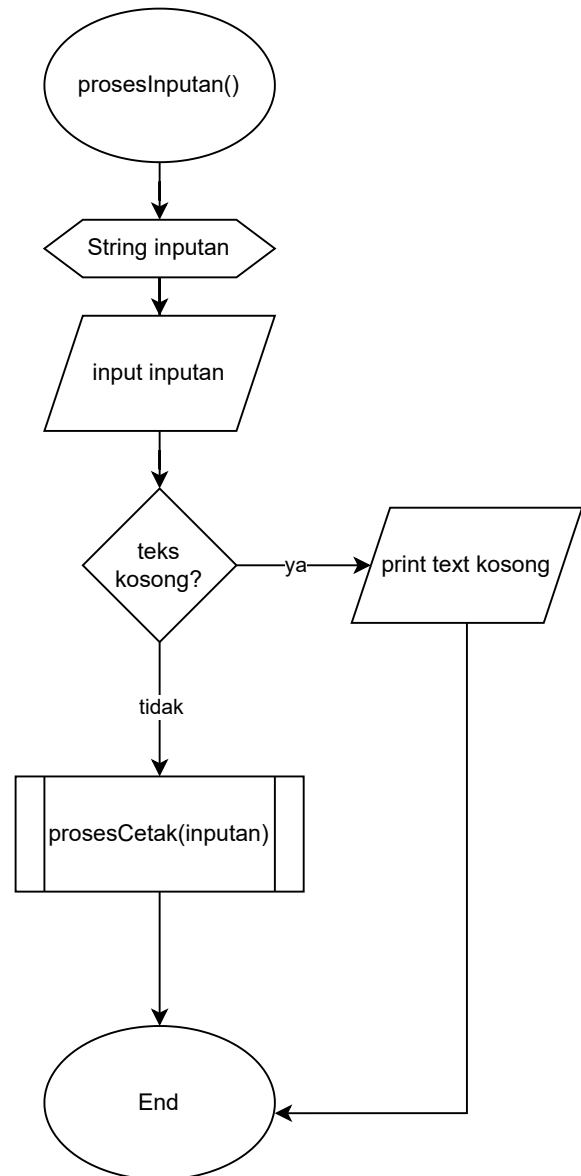 prosesInputan()
String inputan
input inputan
teks
kosong?
ya
print text kosong
tidak
prosesCetak(inputan)
End